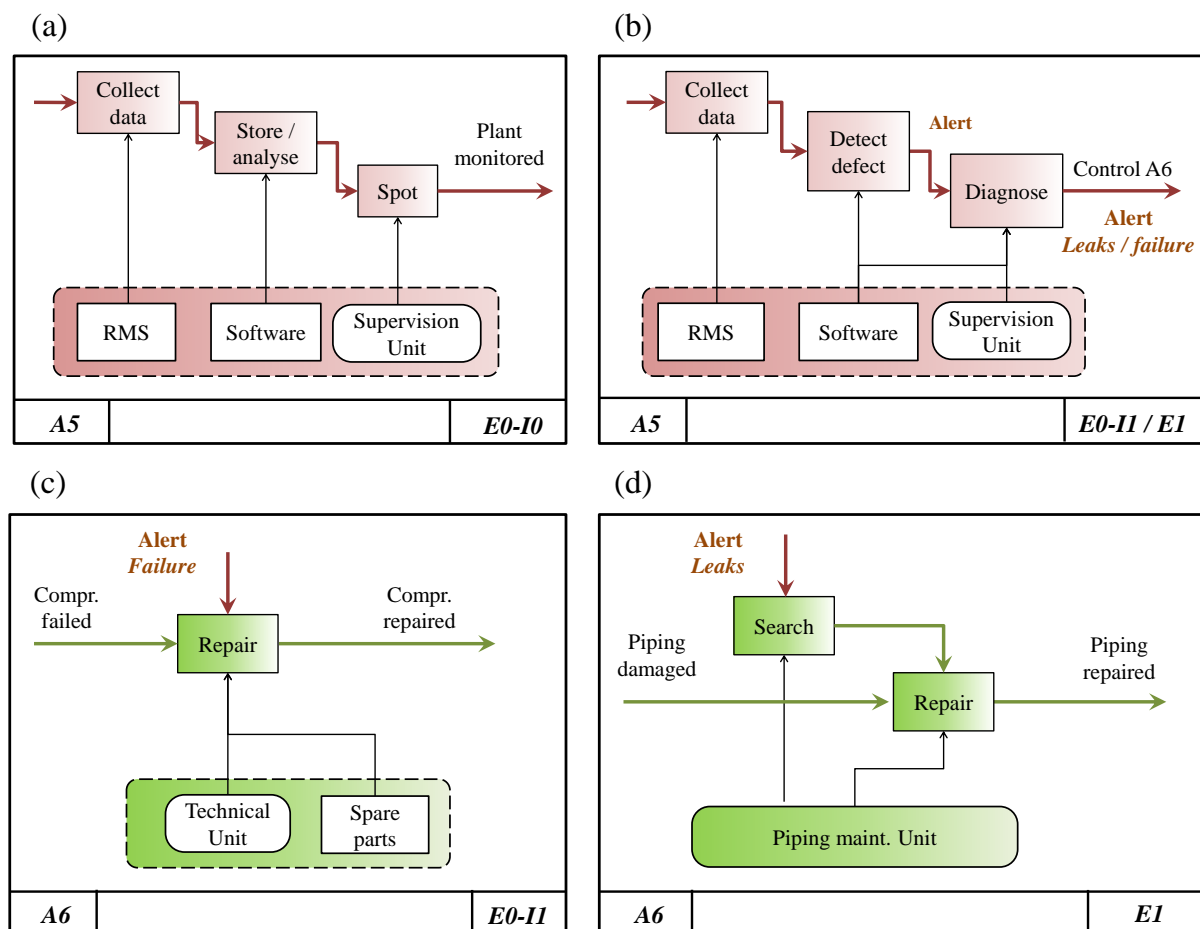 (a)
Collect
data
Store /
analyse
Spot
Plant
monitored
RMS
Software
Supervision
Unit
A5
E0-I0
(b)
Collect
data
Detect
defect
Alert
Diagnose
Control A6
Alert
Leaks / failure
RMS
Software
Supervision
Unit
A5
E0-I1 / E1
(c)
Alert
Failure
Compr.
failed
Repair
Compr.
repaired
Technical
Unit
Spare
parts
A6
E0-I1
(d)
Alert
Leaks
Search
Piping
damaged
Repair
Piping
repaired
Piping maint. Unit
A6
E1